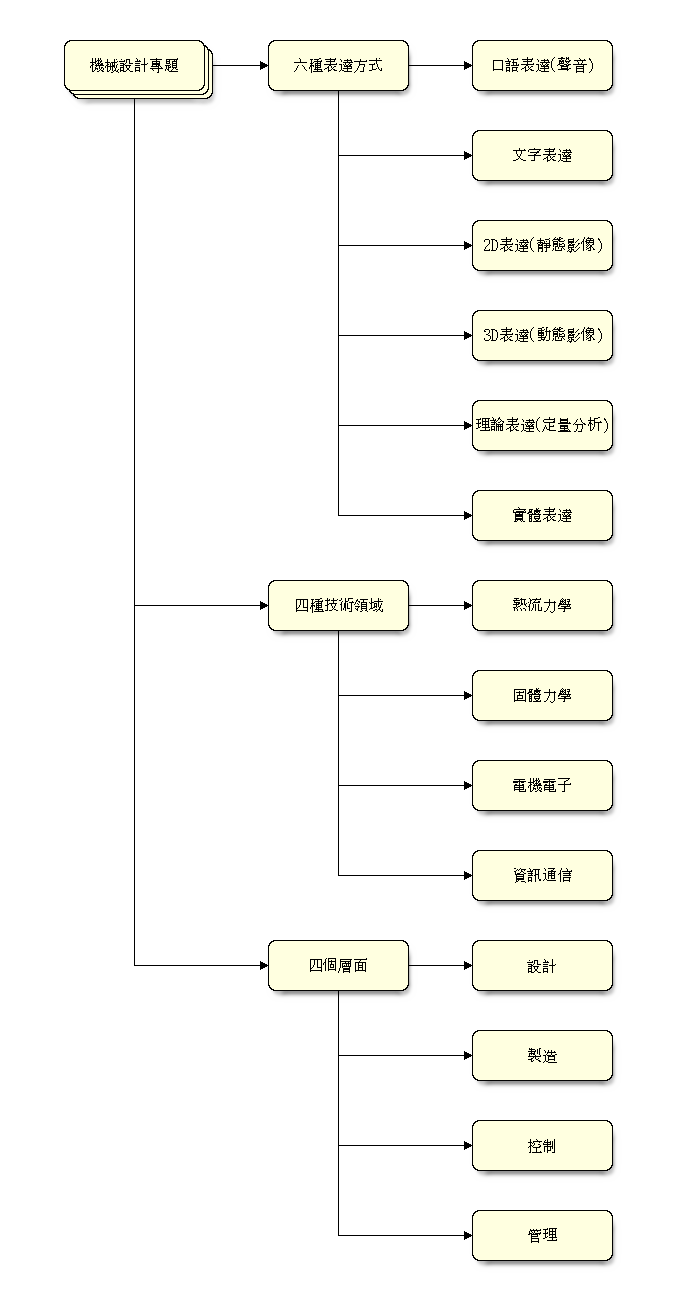 機械設計專題
六種表達方式
口語表達(聲音)
文字表達
2D表達(靜態影像)
3D表達(動態影像)
理論表達(定量分析)
實體表達
四種技術領域
熱流力學
固體力學
電機電子
資訊通信
四個層面
設計
製造
控制
管理